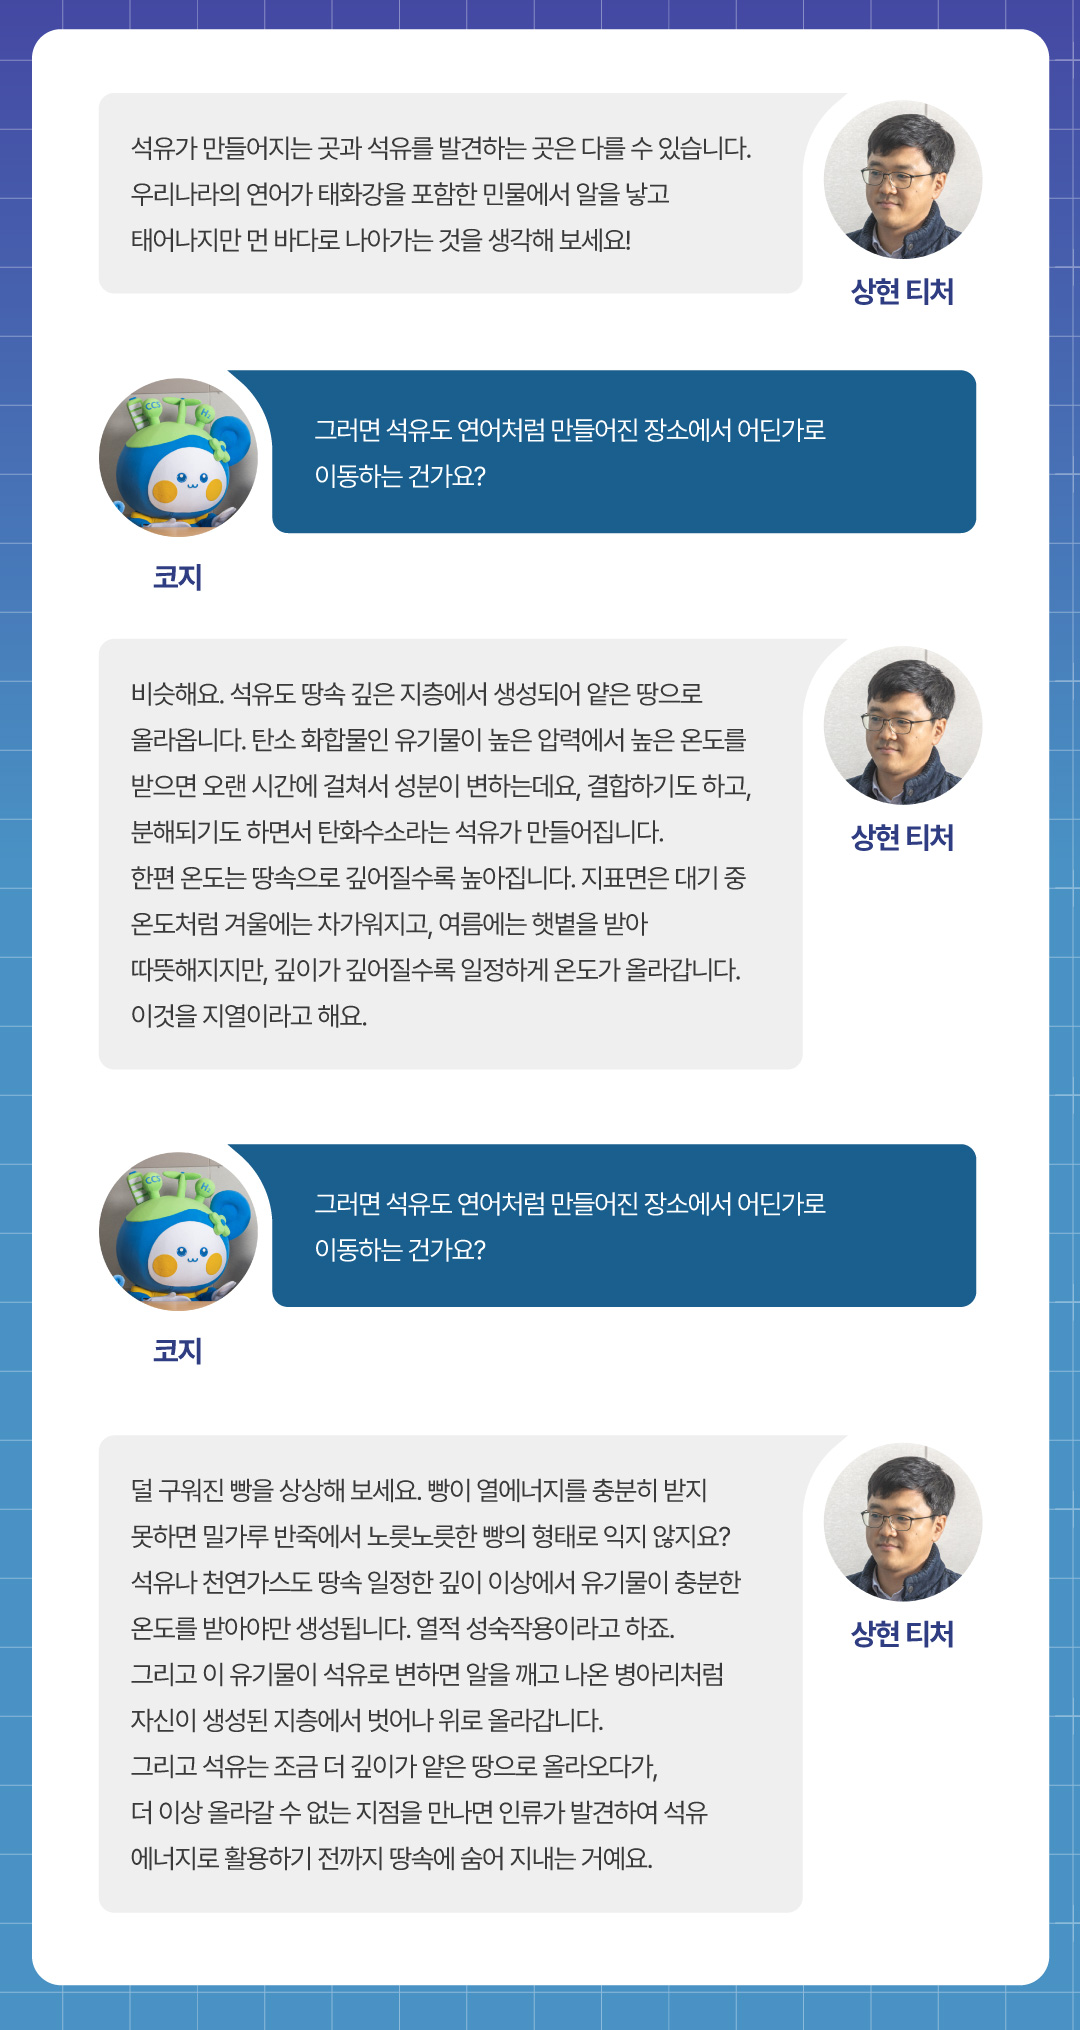 석유가 만들어지는 곳과 석유를 발견하는 곳은 다를 수 있습니다.
우리나라의 연어가 태화강을 포함한 민물에서 알을 낳고
태어나지만 먼 바다로 나아가는 것을 생각해 보세요!
상현 티처
CCS
H₂
그러면 석유도 연어처럼 만들어진 장소에서 어딘가로
이동하는 건가요?
코지
비슷해요. 석유도 땅속 깊은 지층에서 생성되어 얕은 땅으로
올라옵니다. 탄소 화합물인 유기물이 높은 압력에서 높은 온도를
받으면 오랜 시간에 걸쳐서 성분이 변하는데요, 결합하기도 하고,
분해되기도 하면서 탄화수소라는 석유가 만들어집니다.
한편 온도는 땅속으로 깊어질수록 높아집니다. 지표면은 대기 중
온도처럼 겨울에는 차가워지고, 여름에는 햇볕을 받아
따뜻해지지만, 깊이가 깊어질수록 일정하게 온도가 올라갑니다.
이것을 지열이라고 해요.
상현 티처
CCS
H₂
그러면 석유도 연어처럼 만들어진 장소에서 어딘가로
이동하는 건가요?
코지
덜 구워진 빵을 상상해 보세요. 빵이 열에너지를 충분히 받지
못하면 밀가루 반죽에서 노릇노릇한 빵의 형태로 익지 않지요?
석유나 천연가스도 땅속 일정한 깊이 이상에서 유기물이 충분한
온도를 받아야만 생성됩니다. 열적 성숙작용이라고 하죠.
그리고 이 유기물이 석유로 변하면 알을 깨고 나온 병아리처럼
자신이 생성된 지층에서 벗어나 위로 올라갑니다.
그리고 석유는 조금 더 깊이가 얕은 땅으로 올라오다가,
더 이상 올라갈 수 없는 지점을 만나면 인류가 발견하여 석유
에너지로 활용하기 전까지 땅속에 숨어 지내는 거예요.
상현 티처